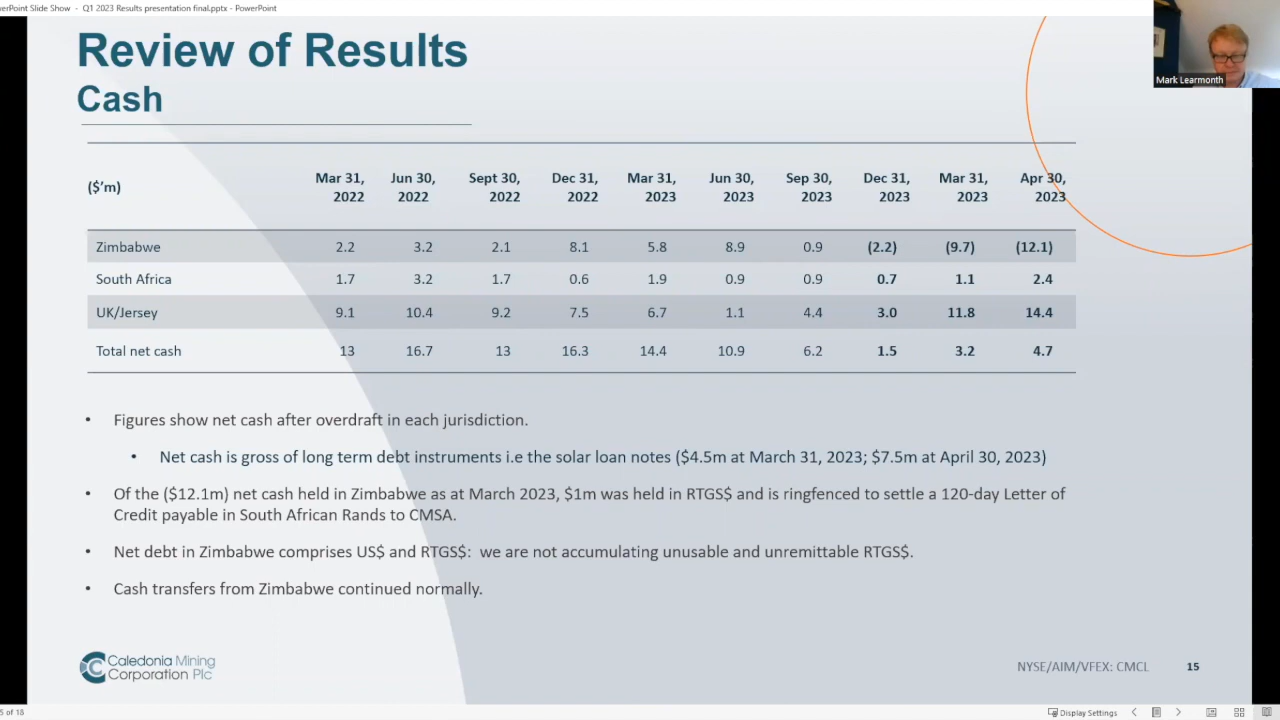 PowerPoint Slide Show - Q1 2023 Results presentation final.pptx - PowerPoint
Review of Results
Cash
Mark Learmonth
($'m) Mar 31, 2022 Jun 30, 2022 Sept 30, 2022 Dec 31, 2022 Mar 31, 2023 Jun 30, 2023 Sep 30, 2023 Dec 31, 2023 Mar 31, 2023 Apr 30, 2023
Zimbabwe 2.2 3.2 2.1 8.1 5.8 8.9 0.9 (2.2) (9.7) (12.1)
South Africa 1.7 3.2 1.7 0.6 1.9 0.9 0.9 0.7 1.1 2.4
UK/Jersey 9.1 10.4 9.2 7.5 6.7 1.1 4.4 3.0 11.8 14.4
Total net cash 13 16.7 13 16.3 14.4 10.9 6.2 1.5 3.2 4.7
• Figures show net cash after overdraft in each jurisdiction.
• Net cash is gross of long term debt instruments i.e the solar loan notes ($4.5m at March 31, 2023; $7.5m at April 30, 2023)
• Of the ($12.1m) net cash held in Zimbabwe as at March 2023, $1m was held in RTGS$ and is ringfenced to settle a 120-day Letter of
Credit payable in South African Rands to CMSA.
• Net debt in Zimbabwe comprises US$ and RTGS$: we are not accumulating unusable and unremittable RTGS$.
• Cash transfers from Zimbabwe continued normally.
Caledonia Mining
Corporation Plc
NYSE/AIM/VFEX: CMCL 15
5 of 18
Display Settings